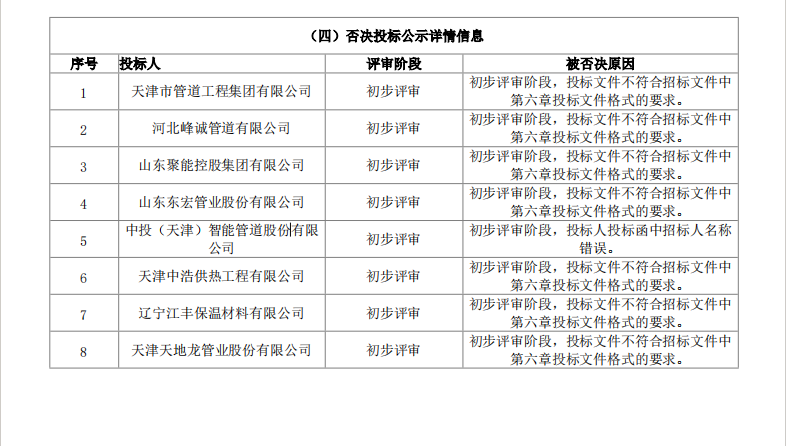 （四）否决投标公示详情信息
序号 投标人 评审阶段 被否决原因
1 天津市管道工程集团有限公司 初步评审 初步评审阶段，投标文件不符合招标文件中
第六章投标文件格式的要求。
2 河北峰诚管道有限公司 初步评审 初步评审阶段，投标文件不符合招标文件中
第六章投标文件格式的要求。
3 山东聚能控股集团有限公司 初步评审 初步评审阶段，投标文件不符合招标文件中
第六章投标文件格式的要求。
4 山东东宏管业股份有限公司 初步评审 初步评审阶段，投标文件不符合招标文件中
第六章投标文件格式的要求。
5 中投（天津）智能管道股份有限
公司 初步评审 初步评审阶段，投标人投标函中招标人名称
错误。
6 天津中浩供热工程有限公司 初步评审 初步评审阶段，投标文件不符合招标文件中
第六章投标文件格式的要求。
7 辽宁江丰保温材料有限公司 初步评审 初步评审阶段，投标文件不符合招标文件中
第六章投标文件格式的要求。
8 天津天地龙管业股份有限公司 初步评审 初步评审阶段，投标文件不符合招标文件中
第六章投标文件格式的要求。